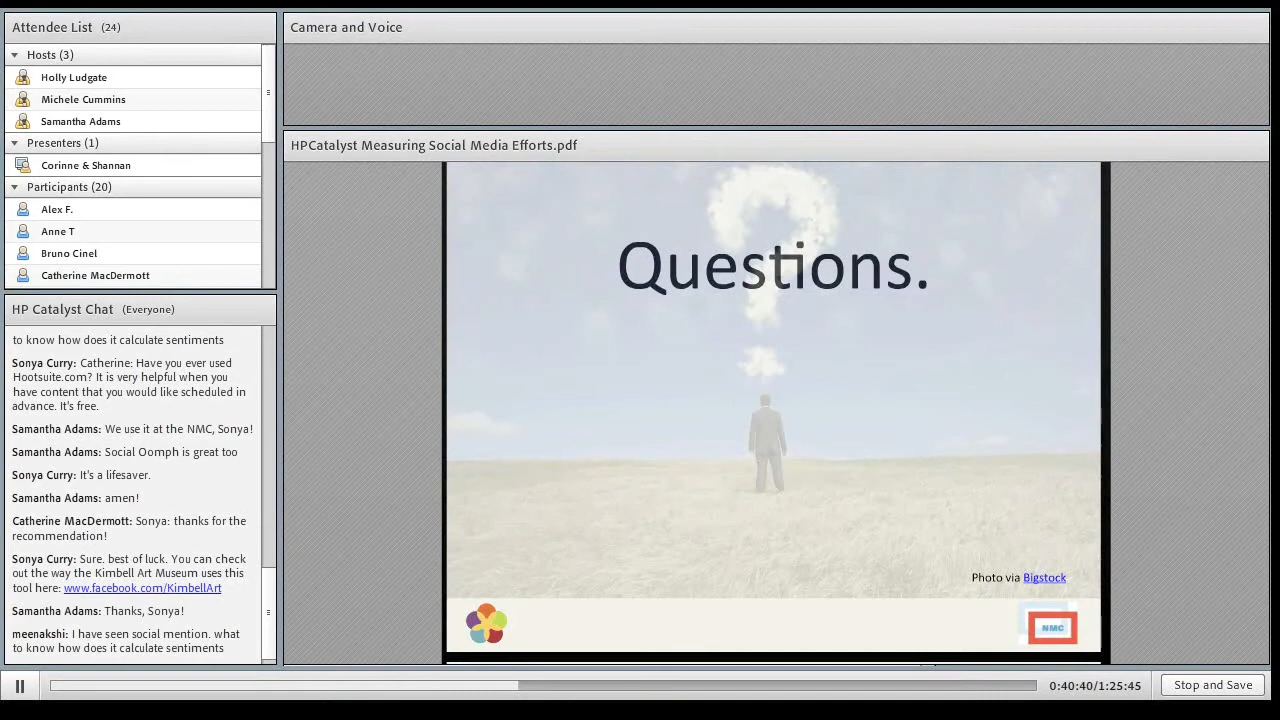 Attendee List (24)
Hosts (3)
Holly Ludgate
Michele Cummins
Samantha Adams
Presenters (1)
Corinne & Shannan
Participants (20)
Alex F.
Anne T
Bruno Cinel
Catherine MacDermott
HP Catalyst Chat (Everyone)
to know how does it calculate sentiments
Sonya Curry: Catherine: Have you ever used
Hootsuite.com? It is very helpful when you
have content that you would like scheduled in
advance. It's free.
Samantha Adams: We use it at the NMC, Sonya!
Samantha Adams: Social Oomph is great too
Sonya Curry: It's a lifesaver.
Samantha Adams: amen!
Catherine MacDermott: Sonya: thanks for the
recommendation!
Sonya Curry: Sure. best of luck. You can check
out the way the Kimbell Art Museum uses this
tool here: www.facebook.com/KimbellArt
Samantha Adams: Thanks, Sonya!
meenakshi: I have seen social mention. what
to know how does it calculate sentiments
Camera and Voice
HPCatalyst Measuring Social Media Efforts.pdf
Questions.
Photo via Bigstock
NMC
0:40:40/1:25:45
Stop and Save